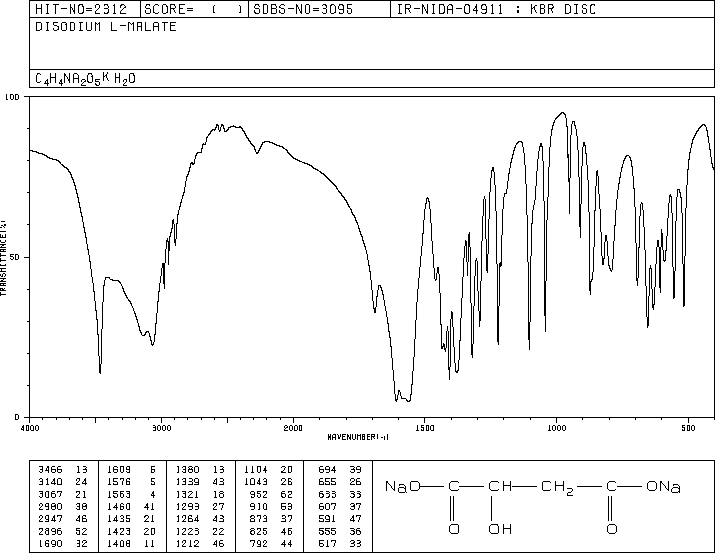 HIT-NO=2312 SCORE= ( ) SDBS-NO=3095 IR-NIDA-04911 : KBR DISC
DISODIUM L-MALATE
C4H4NA2O5*H2O
100
50
0
TRANSMITTANCE(%)
4000 3000 2000 1500 1000 500
WAVENUMBER(-1)
3466 13 1609 6 1380 13 1104 20 694 39
3140 24 1576 5 1339 43 1043 26 655 26
3067 21 1563 4 1321 18 952 62 633 33
2980 38 1460 41 1293 27 910 53 607 37
2947 46 1435 21 1264 43 873 37 591 47
2896 52 1423 20 1223 22 825 46 555 36
1690 32 1408 11 1212 46 792 44 517 33
NaO C CH CH2 C ONa
O OH O